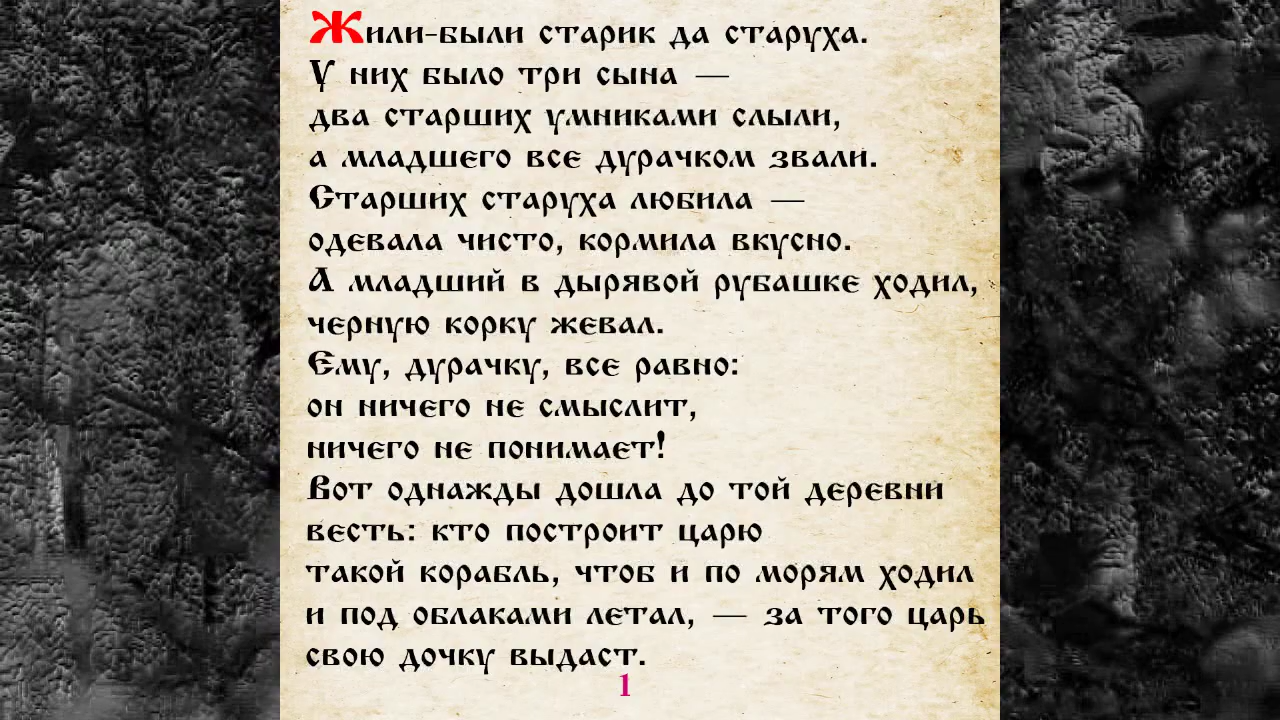 Жили-были старик да старуха.
У них было три сына —
два старших умниками слыли,
а младшего все дурачком звали.
Старших старуха любила —
одевала чисто, кормила вкусно.
А младший в дырявой рубашке ходил,
черную корку жевал.
Ему, дурачку, все равно:
он ничего не смыслит,
ничего не понимает!
Вот однажды дошла до той деревни
весть: кто построит царю
такой корабль, чтоб и по морям ходил
и под облаками летал, — за того царь
свою дочку выдаст.
1